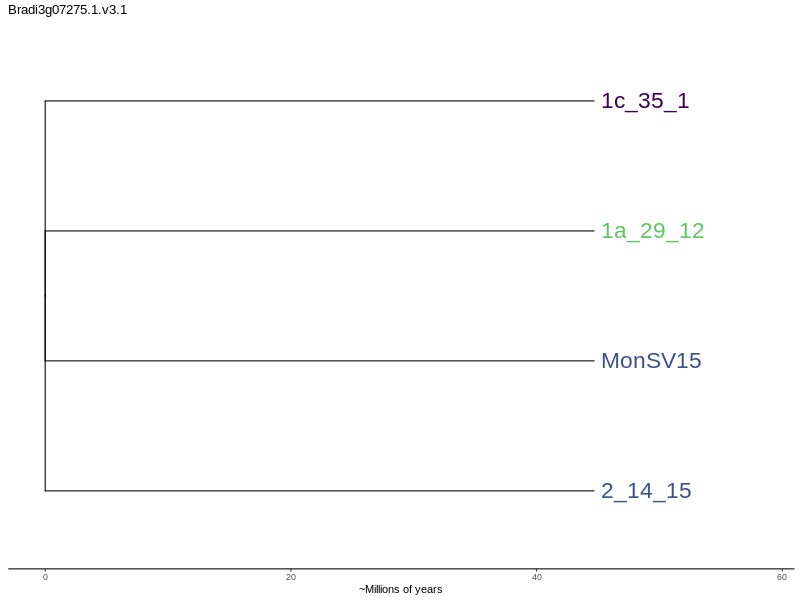 Bradi3g07275.1.v3.1
1c_35_1
1a_29_12
MonSV15
2_14_15
0 20 40 60
~Millions of years